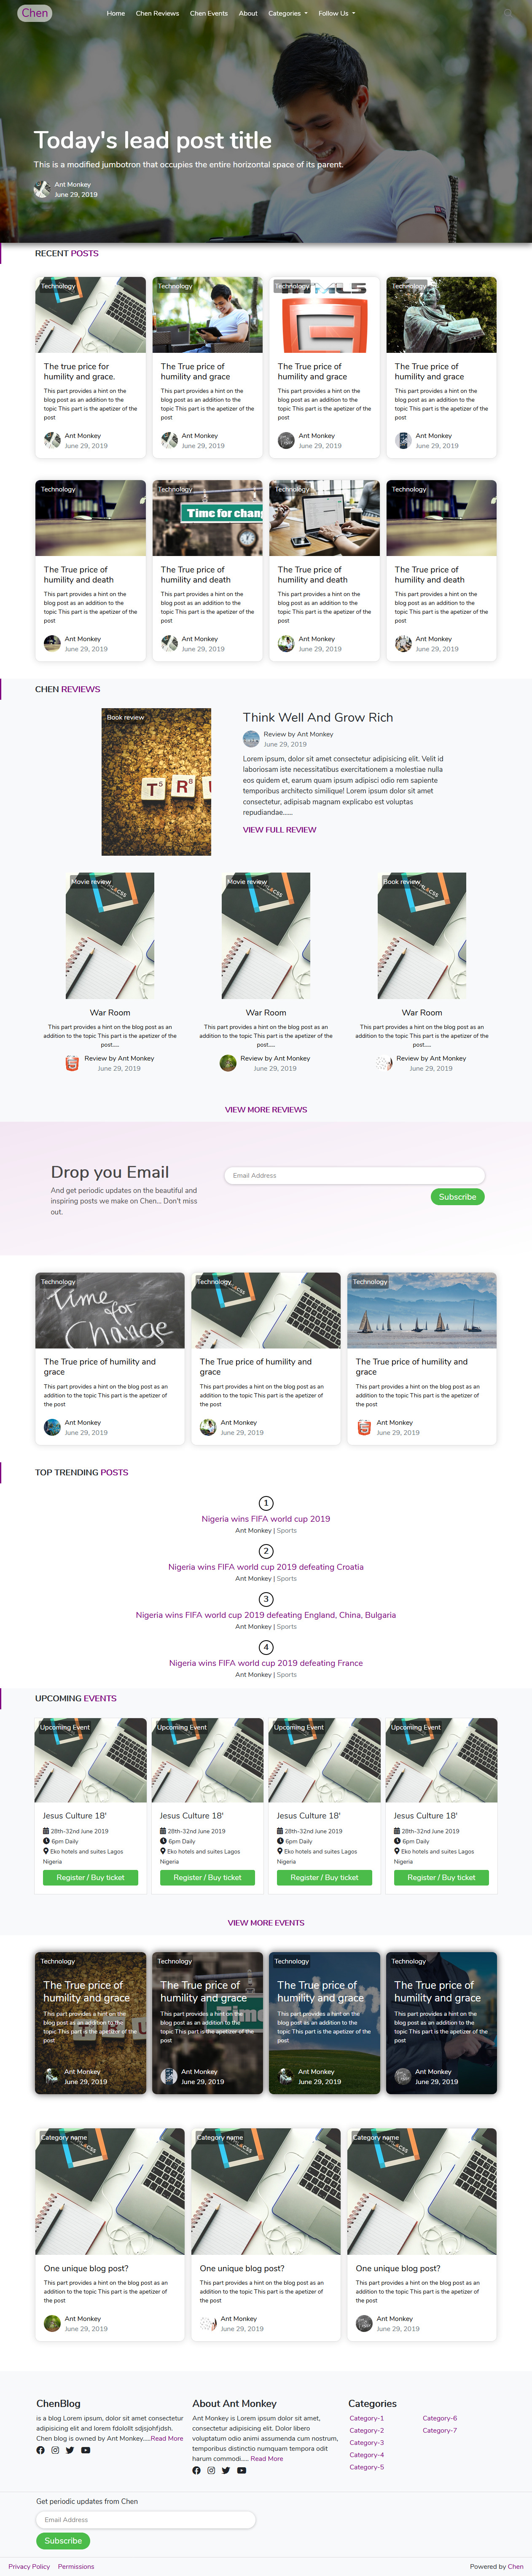 Chen
Home Chen Reviews Chen Events About Categories Follow Us
Today's lead post title
This is a modified jumbotron that occupies the entire horizontal space of its parent.
Ant Monkey
June 29, 2019
RECENT POSTS
Technology
The true price for
humility and grace.
This part provides a hint on the
blog post as an addition to the
topic This part is the apetizer of the
post
Ant Monkey
June 29, 2019
Technology
The True price of
humility and grace
This part provides a hint on the
blog post as an addition to the
topic This part is the apetizer of the
post
Ant Monkey
June 29, 2019
Technology
The True price of
humility and grace
This part provides a hint on the
blog post as an addition to the
topic This part is the apetizer of the
post
Ant Monkey
June 29, 2019
Technology
The True price of
humility and grace
This part provides a hint on the
blog post as an addition to the
topic This part is the apetizer of the
post
Ant Monkey
June 29, 2019
Technology
The True price of
humility and death
This part provides a hint on the
blog post as an addition to the
topic This part is the apetizer of the
post
Ant Monkey
June 29, 2019
Technology
Time for chang
The True price of
humility and death
This part provides a hint on the
blog post as an addition to the
topic This part is the apetizer of the
post
Ant Monkey
June 29, 2019
Technology
The True price of
humility and death
This part provides a hint on the
blog post as an addition to the
topic This part is the apetizer of the
post
Ant Monkey
June 29, 2019
Technology
The True price of
humility and death
This part provides a hint on the
blog post as an addition to the
topic This part is the apetizer of the
post
Ant Monkey
June 29, 2019
CHEN REVIEWS
Book review
Think Well And Grow Rich
Review by Ant Monkey
June 29, 2019
Lorem ipsum, dolor sit amet consectetur adipisicing elit. Velit id
laboriosam iste necessitatibus exercitationem a molestiae nulla
eos quidem et, earum quam ipsum adipisci odio rem sapiente
temporibus architecto similique! Lorem ipsum dolor sit amet
consectetur, adipisab magnam explicabo est voluptas
repudiandae......
VIEW FULL REVIEW
Movie review
War Room
This part provides a hint on the blog post as an
addition to the topic This part is the apetizer of the
post.....
Review by Ant Monkey
June 29, 2019
Movie review
War Room
This part provides a hint on the blog post as an
addition to the topic This part is the apetizer of the
post.....
Review by Ant Monkey
June 29, 2019
Book review
War Room
This part provides a hint on the blog post as an
addition to the topic This part is the apetizer of the
post.....
Review by Ant Monkey
June 29, 2019
VIEW MORE REVIEWS
Drop you Email
And get periodic updates on the beautiful and
inspiring posts we make on Chen... Don't miss
out.
Email Address
Subscribe
Technology
Time
for
Change
The True price of humility and
grace
This part provides a hint on the blog post as an
addition to the topic This part is the apetizer of
the post
Ant Monkey
June 29, 2019
Technology
The True price of humility and
grace
This part provides a hint on the blog post as an
addition to the topic This part is the apetizer of
the post
Ant Monkey
June 29, 2019
Technology
The True price of humility and
grace
This part provides a hint on the blog post as an
addition to the topic This part is the apetizer of
the post
Ant Monkey
June 29, 2019
TOP TRENDING POSTS
1
Nigeria wins FIFA world cup 2019
Ant Monkey | Sports
2
Nigeria wins FIFA world cup 2019 defeating Croatia
Ant Monkey | Sports
3
Nigeria wins FIFA world cup 2019 defeating England, China, Bulgaria
Ant Monkey | Sports
4
Nigeria wins FIFA world cup 2019 defeating France
Ant Monkey | Sports
UPCOMING EVENTS
Upcoming Event
Jesus Culture 18'
28th-32nd June 2019
6pm Daily
Eko hotels and suites Lagos
Nigeria
Register / Buy ticket
Upcoming Event
Jesus Culture 18'
28th-32nd June 2019
6pm Daily
Eko hotels and suites Lagos
Nigeria
Register / Buy ticket
Upcoming Event
Jesus Culture 18'
28th-32nd June 2019
6pm Daily
Eko hotels and suites Lagos
Nigeria
Register / Buy ticket
Upcoming Event
Jesus Culture 18'
28th-32nd June 2019
6pm Daily
Eko hotels and suites Lagos
Nigeria
Register / Buy ticket
VIEW MORE EVENTS
Technology
The True price of
humility and grace
This part provides a hint on the
blog post as an addition to the
topic This part is the apetizer of the
post
Ant Monkey
June 29, 2019
Technology
The True price of
humility and grace
This part provides a hint on the
blog post as an addition to the
topic This part is the apetizer of the
post
Ant Monkey
June 29, 2019
Technology
The True price of
humility and grace
This part provides a hint on the
blog post as an addition to the
topic This part is the apetizer of the
post
Ant Monkey
June 29, 2019
Technology
The True price of
humility and grace
This part provides a hint on the
blog post as an addition to the
topic This part is the apetizer of the
post
Ant Monkey
June 29, 2019
Category name
One unique blog post?
This part provides a hint on the blog post as an
addition to the topic This part is the apetizer of
the post
Ant Monkey
June 29, 2019
Category name
One unique blog post?
This part provides a hint on the blog post as an
addition to the topic This part is the apetizer of
the post
Ant Monkey
June 29, 2019
Category name
One unique blog post?
This part provides a hint on the blog post as an
addition to the topic This part is the apetizer of
the post
Ant Monkey
June 29, 2019
ChenBlog
is a blog Lorem ipsum, dolor sit amet consectetur
adipisicing elit and lorem fdolollt sdjsjohfjdsh.
Chen blog is owned by Ant Monkey.....Read More
About Ant Monkey
Ant Monkey is Lorem ipsum dolor sit amet,
consectetur adipisicing elit. Dolor libero
voluptatum odio animi assumenda cum nostrum,
temporibus distinctio numquam tempora odit
harum commodi..... Read More
Categories
Category-1
Category-2
Category-3
Category-4
Category-5
Category-6
Category-7
Get periodic updates from Chen
Email Address
Subscribe
Privacy Policy Permissions
Powered by Chen